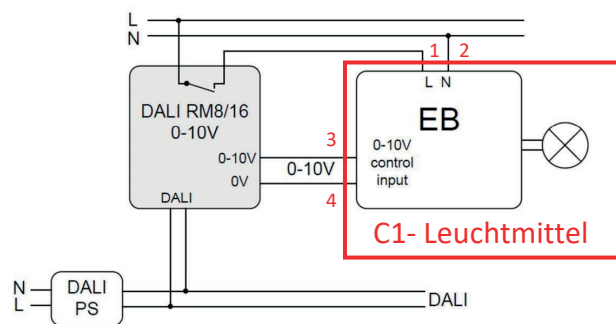 L
N
1 2
L N
DALI RM8/16
0-10V
EB
3
0-10V
0-10V
control
input
0-10V
0V
4
DALI
C1- Leuchtmittel
N
L
DALI
PS
DALI